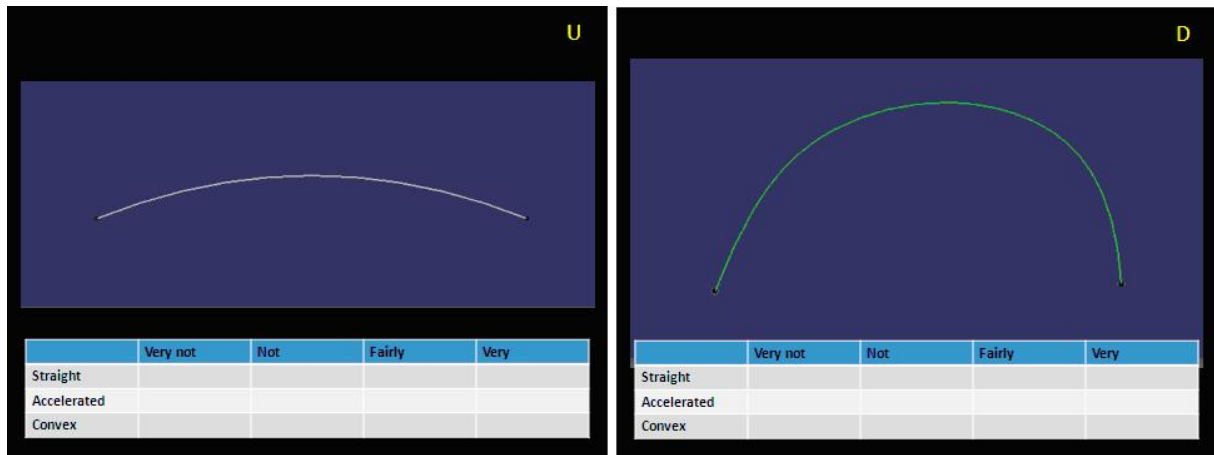 U
Very not Not Fairly Very
Straight
Accelerated
Convex
D
Very not Not Fairly Very
Straight
Accelerated
Convex